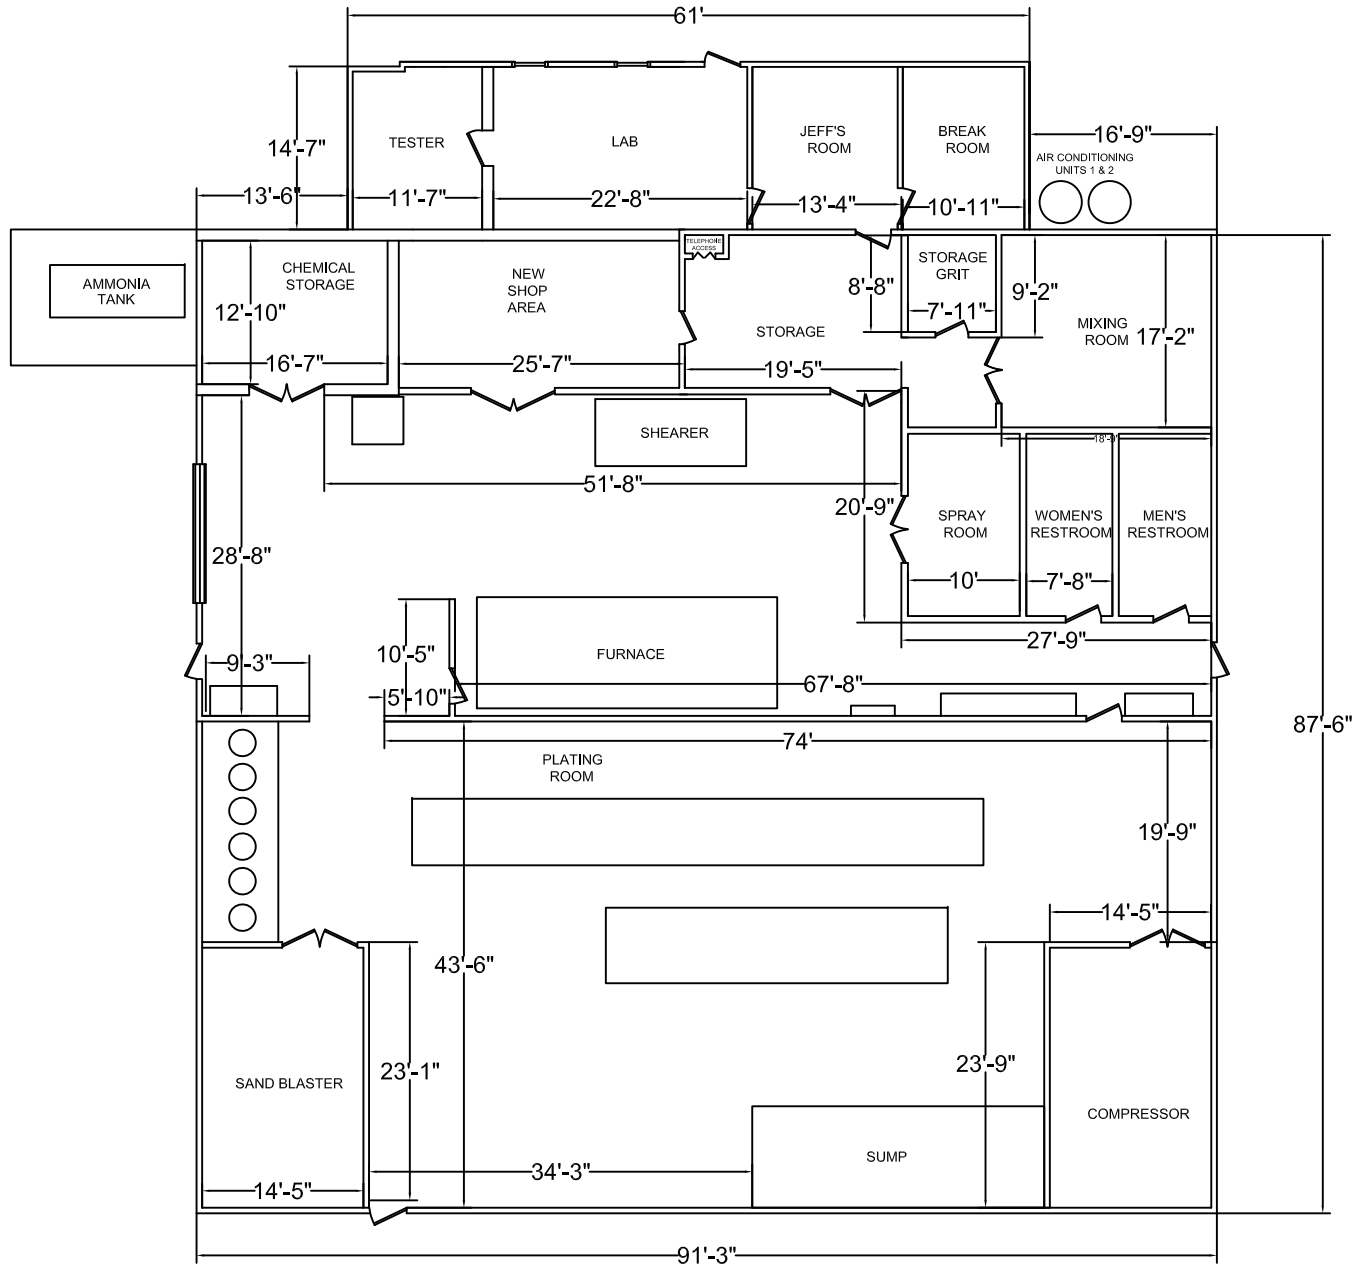 61'
TESTER
LAB
JEFF'S
ROOM
BREAK
ROOM
16'-9"
14'-7"
AIR CONDITIONING
UNITS 1 & 2
13'-6"
11'-7"
22'-8"
13'-4"
10'-11"
TELEPHONE
ACCESS
AMMONIA
TANK
CHEMICAL
STORAGE
NEW
SHOP
AREA
STORAGE
GRIT
8'-8"
9'-2"
12'-10"
7'-11"
STORAGE
MIXING
ROOM
17'-2"
16'-7"
25'-7"
19'-5"
SHEARER
18'-9"
51'-8"
20'-9"
SPRAY
ROOM
WOMEN'S
RESTROOM
MEN'S
RESTROOM
28'-8"
10'
7'-8"
27'-9"
10'-5"
FURNACE
9'-3"
5'-10"
67'-8"
87'-6"
74'
PLATING
ROOM
19'-9"
14'-5"
43'-6"
23'-1"
23'-9"
SAND BLASTER
COMPRESSOR
SUMP
34'-3"
14'-5"
91'-3"